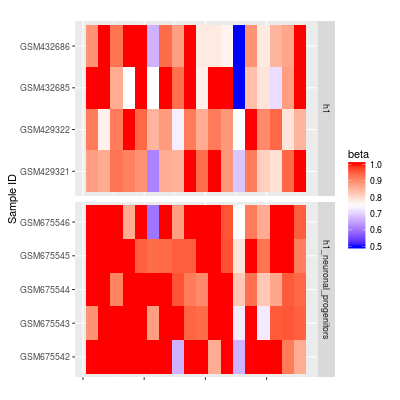 Sample ID
GSM432686
GSM432685
GSM429322
GSM429321
h1
GSM675546
GSM675545
GSM675544
GSM675543
GSM675542
h1_neuronal_progenitors
beta
1.0
0.9
0.8
0.7
0.6
0.5